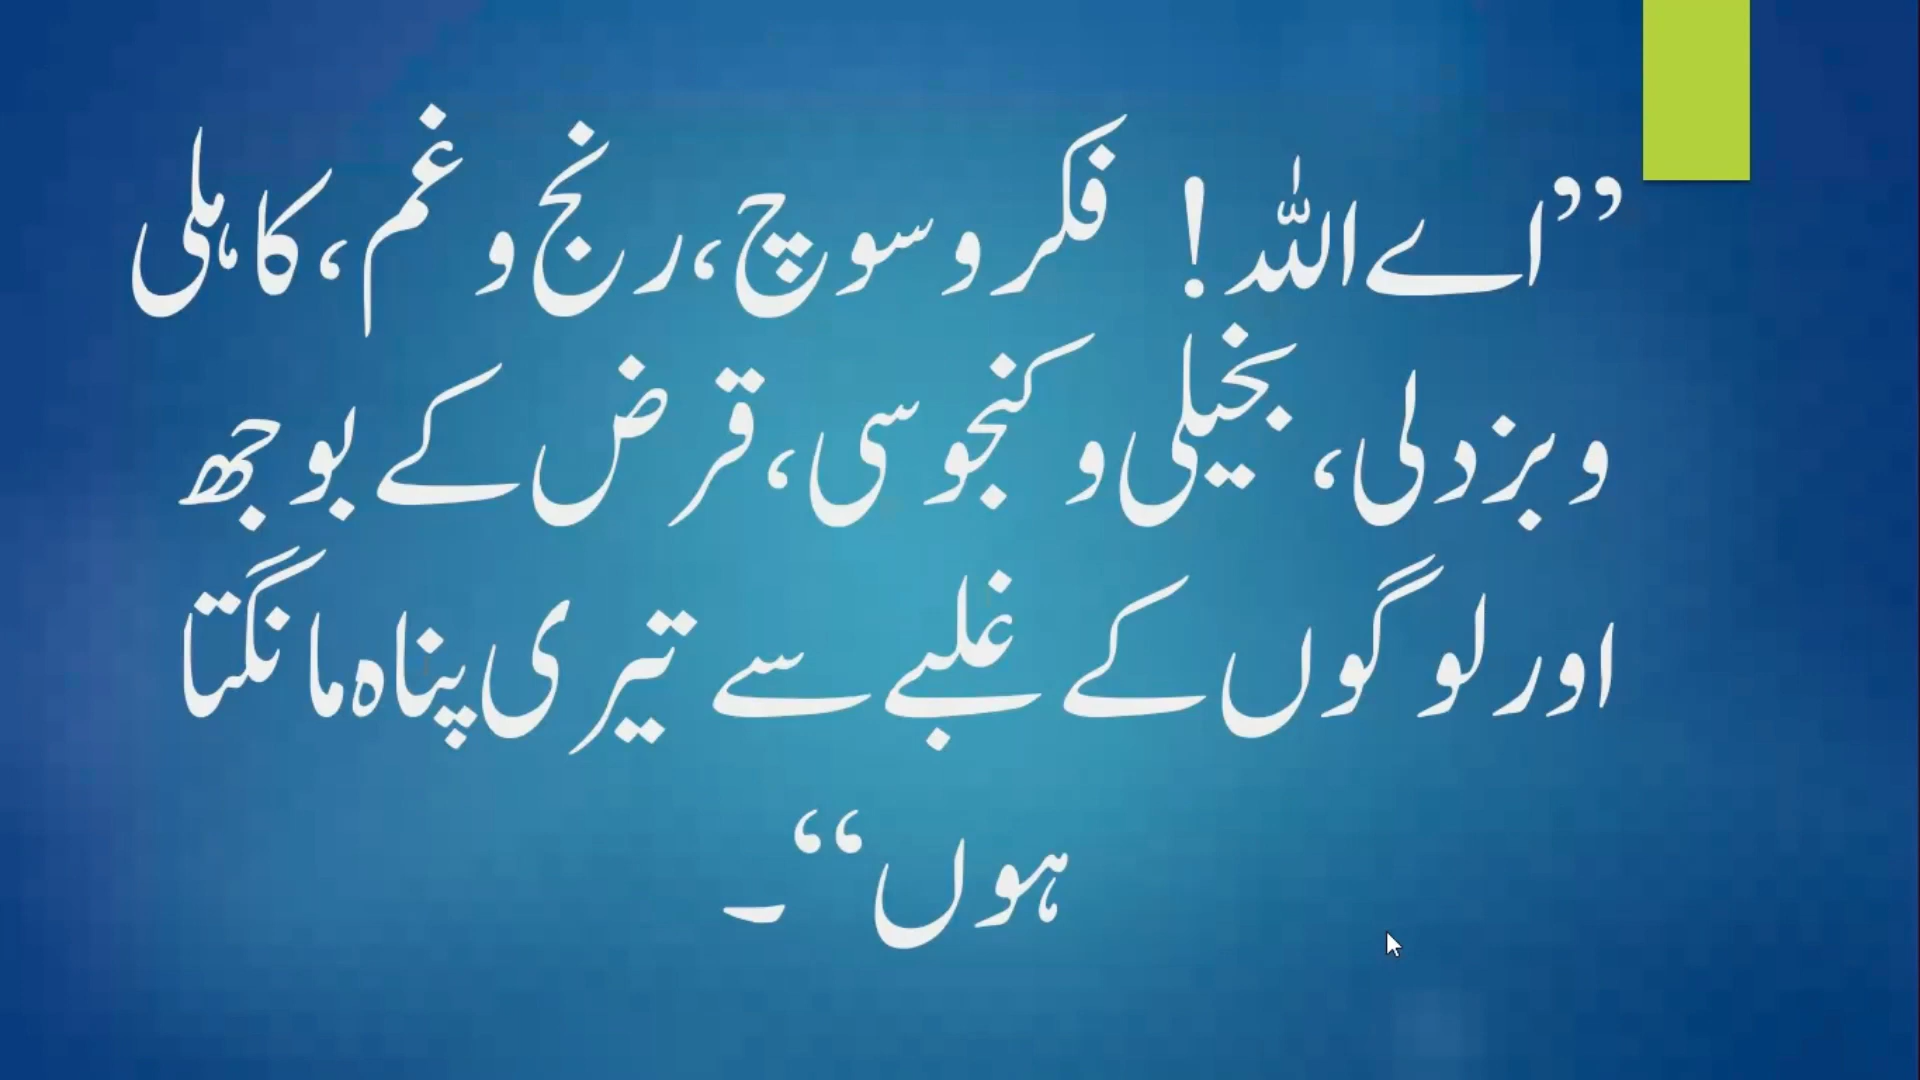 ”اے اللہ! فکر و سوچ، رنج و غم، کاہلی
و بزدلی، بخیلی و کنجوسی، قرض کے بوجھ
اور لوگوں کے غلبے سے تیری پناہ مانگتا
ہوں“۔